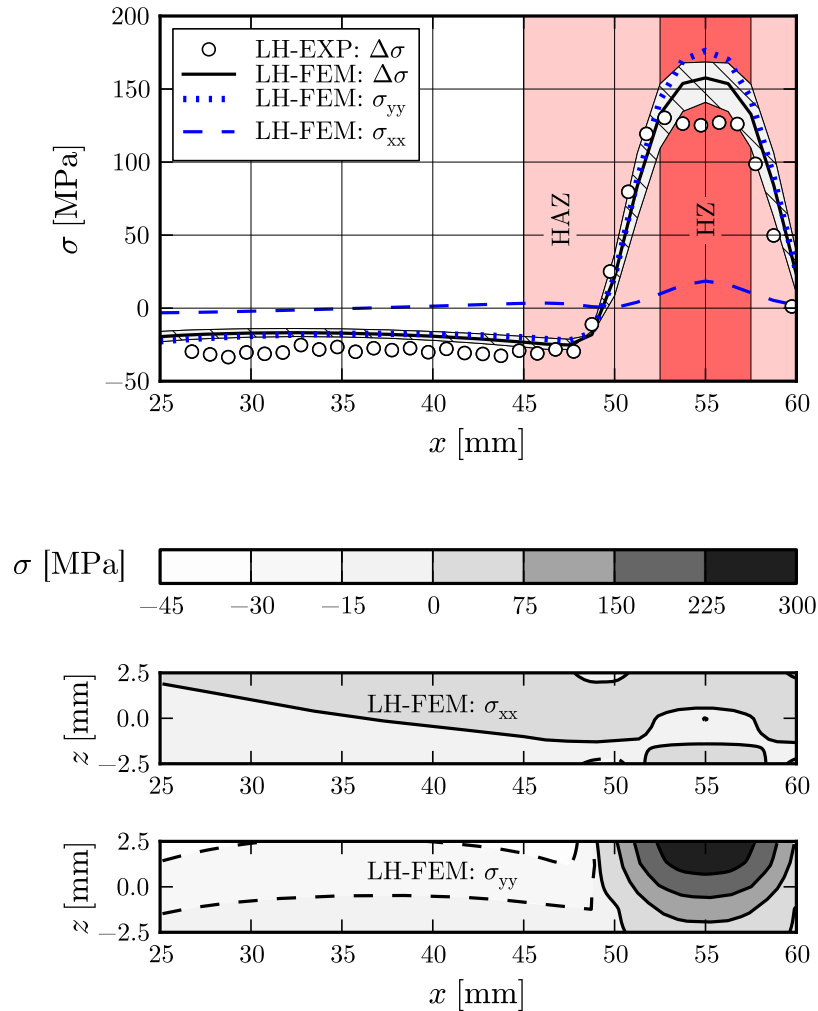 200
150
100
50
0
−50
σ [MPa]
LH-EXP: Δσ
LH-FEM: Δσ
LH-FEM: σyy
LH-FEM: σxx
HAZ
HZ
25 30 35 40 45 50 55 60
x [mm]
σ [MPa]
−45 −30 −15 0 75 150 225 300
2.5
0.0
−2.5
z [mm]
LH-FEM: σxx
25 30 35 40 45 50 55 60
2.5
0.0
−2.5
z [mm]
LH-FEM: σyy
25 30 35 40 45 50 55 60
x [mm]